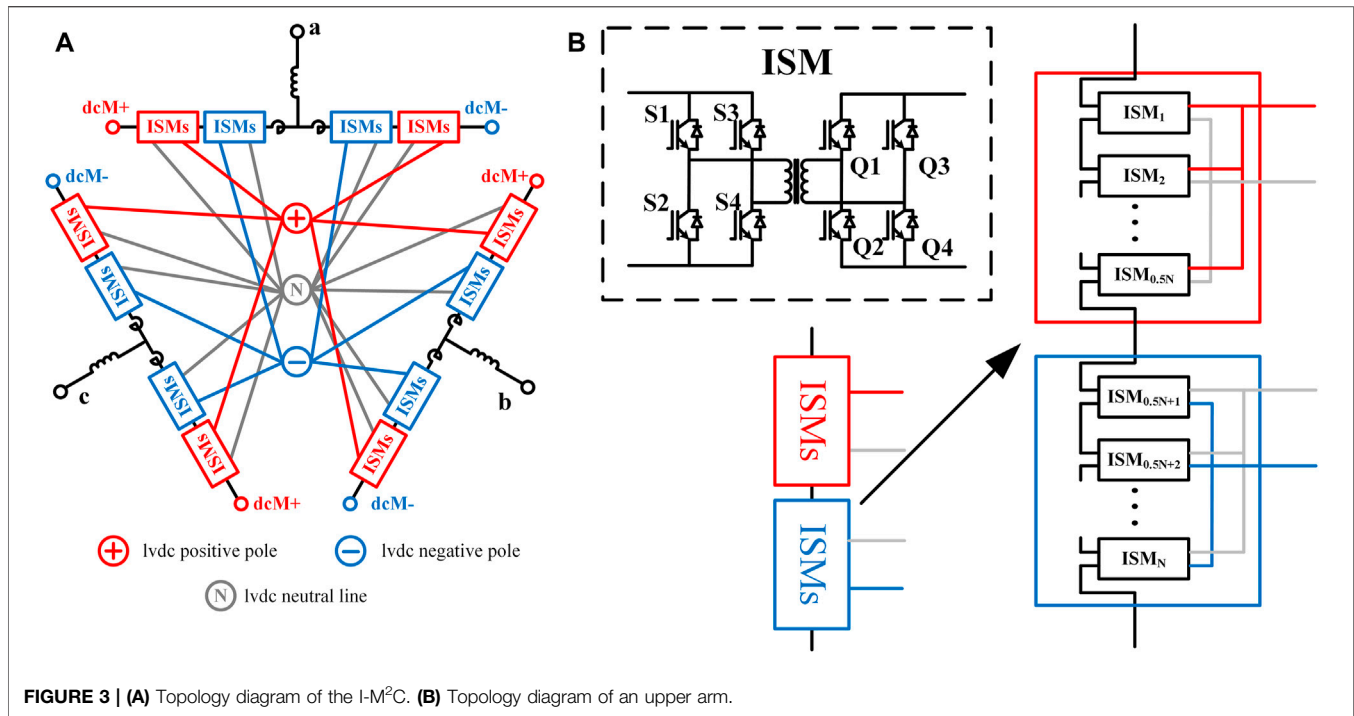 A
a
dcM+
ISMs
ISMs
ISMs
ISMs
dcM-
dcM-
dcM+
ISMs
ISMs
ISMs
ISMs
+
N
−
c
b
ISMs
ISMs
ISMs
ISMs
dcM+
dcM-
+ lvdc positive pole
− lvdc negative pole
N lvdc neutral line
B
ISM
S1
S3
S2
S4
Q1
Q3
Q2
Q4
ISMs
ISMs
ISM1
ISM2
ISM0.5N
ISM0.5N+1
ISM0.5N+2
ISMN
FIGURE 3 | (A) Topology diagram of the I-M²C. (B) Topology diagram of an upper arm.